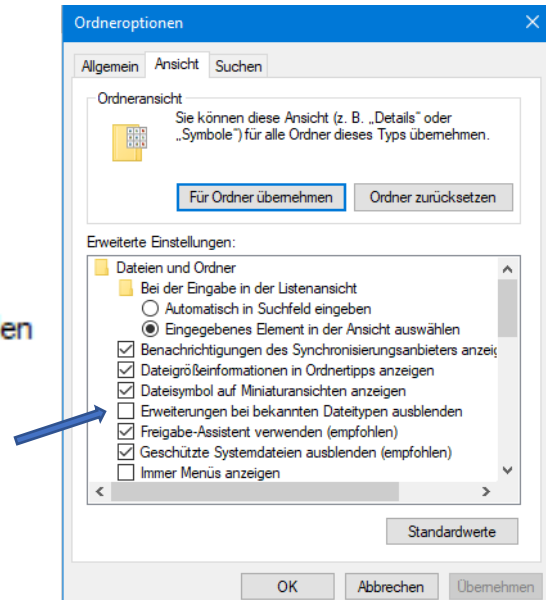 Ordneroptionen
Allgemein Ansicht Suchen
Ordneransicht
Sie können diese Ansicht (z. B. „Details" oder
„Symbole") für alle Ordner dieses Typs übernehmen.
Für Ordner übernehmen Ordner zurücksetzen
Erweiterte Einstellungen:
Dateien und Ordner
Bei der Eingabe in der Listenansicht
Automatisch in Suchfeld eingeben
en
Eingegebenes Element in der Ansicht auswählen
Benachrichtigungen des Synchronisierungsanbieters anzeig
Dateigrößeinformationen in Ordnertipps anzeigen
Dateisymbol auf Miniaturansichten anzeigen
Erweiterungen bei bekannten Dateitypen ausblenden
Freigabe-Assistent verwenden (empfohlen)
Geschützte Systemdateien ausblenden (empfohlen)
Immer Menüs anzeigen
Standardwerte
OK Abbrechen Übernehmen